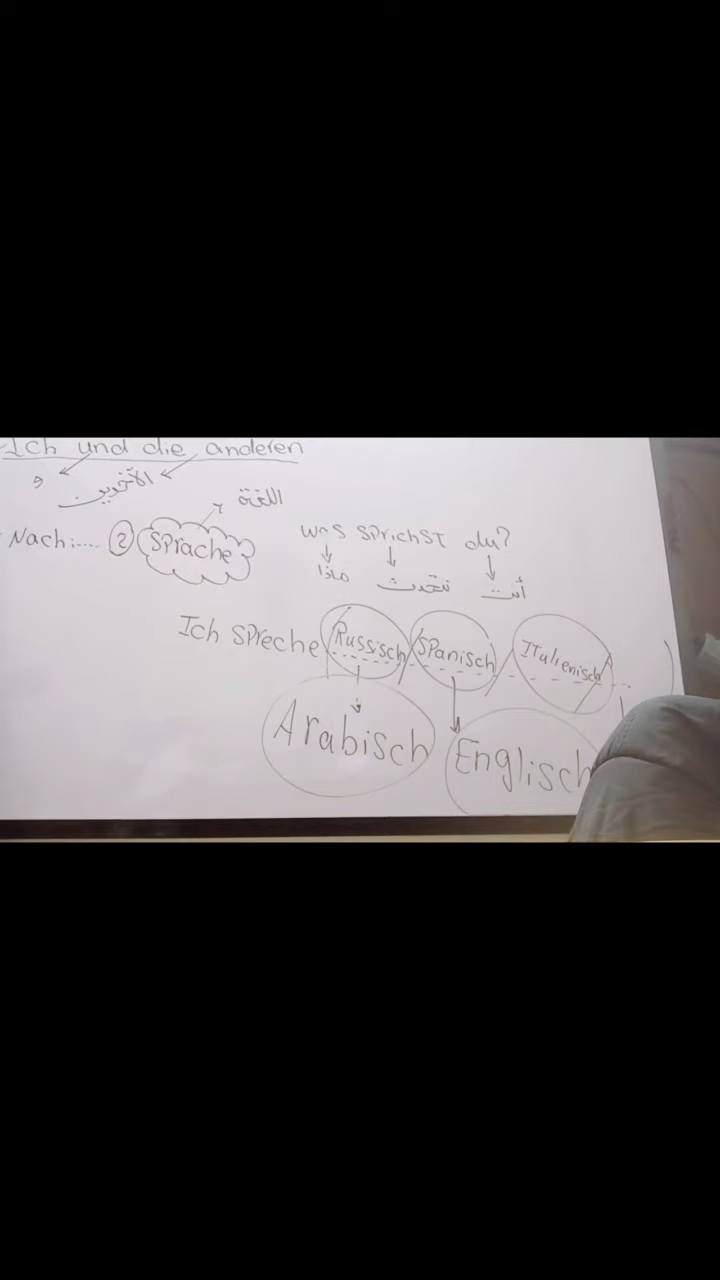 Ich und die anderen
و الآخرين
اللغة
Nach:.... ② Sprache
was sprichst du?
ماذا تتحدث أنت
Ich spreche Russisch / Spanisch / Italienisch ...
Arabisch Englisch